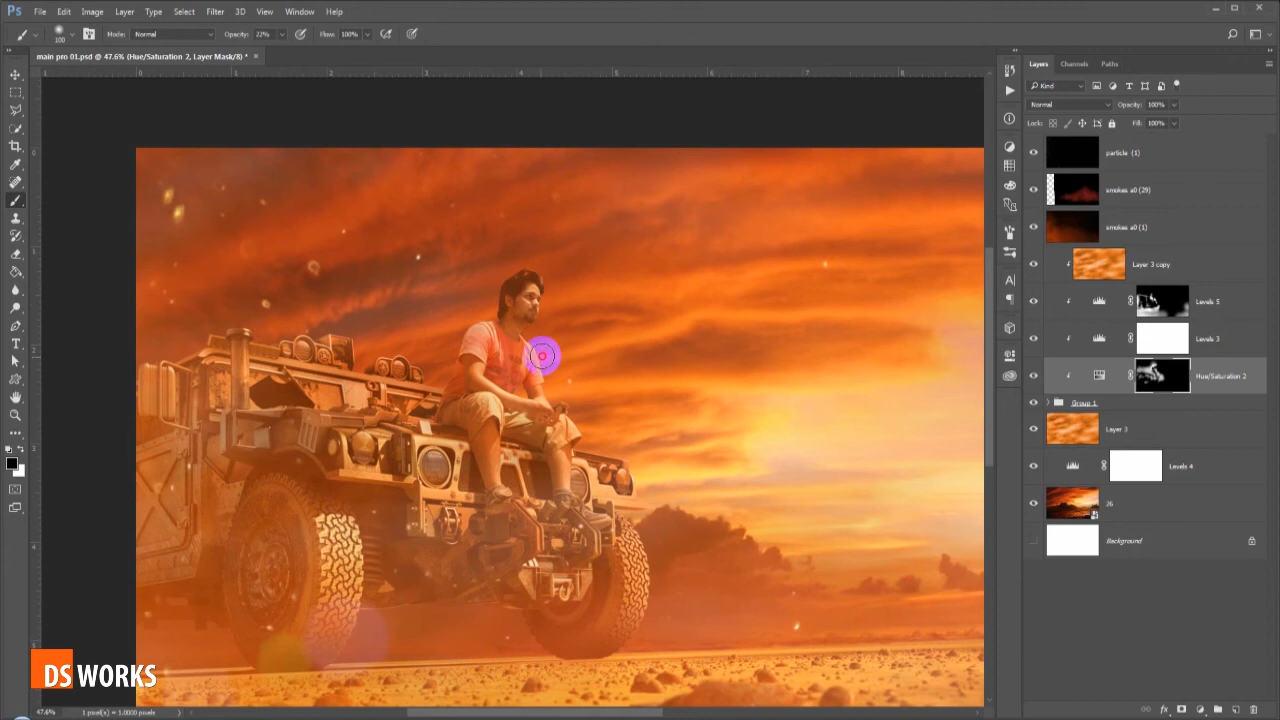 Ps File Edit Image Layer Type Select Filter 3D View Window Help
100 Mode: Normal Opacity: 22% Flow: 100%
main pro 01.psd @ 47.6% (Hue/Saturation 2, Layer Mask/8) * ×
Layers Channels Paths
Kind
Normal Opacity: 100%
Lock: Fill: 100%
particle (1)
smokes a0 (29)
smokes a0 (1)
Layer 3 copy
Levels 5
Levels 3
Hue/Saturation 2
Group 1
Layer 3
Levels 4
26
Background
DS WORKS
47.6% 1 pixel(s) = 1.0000 pixels